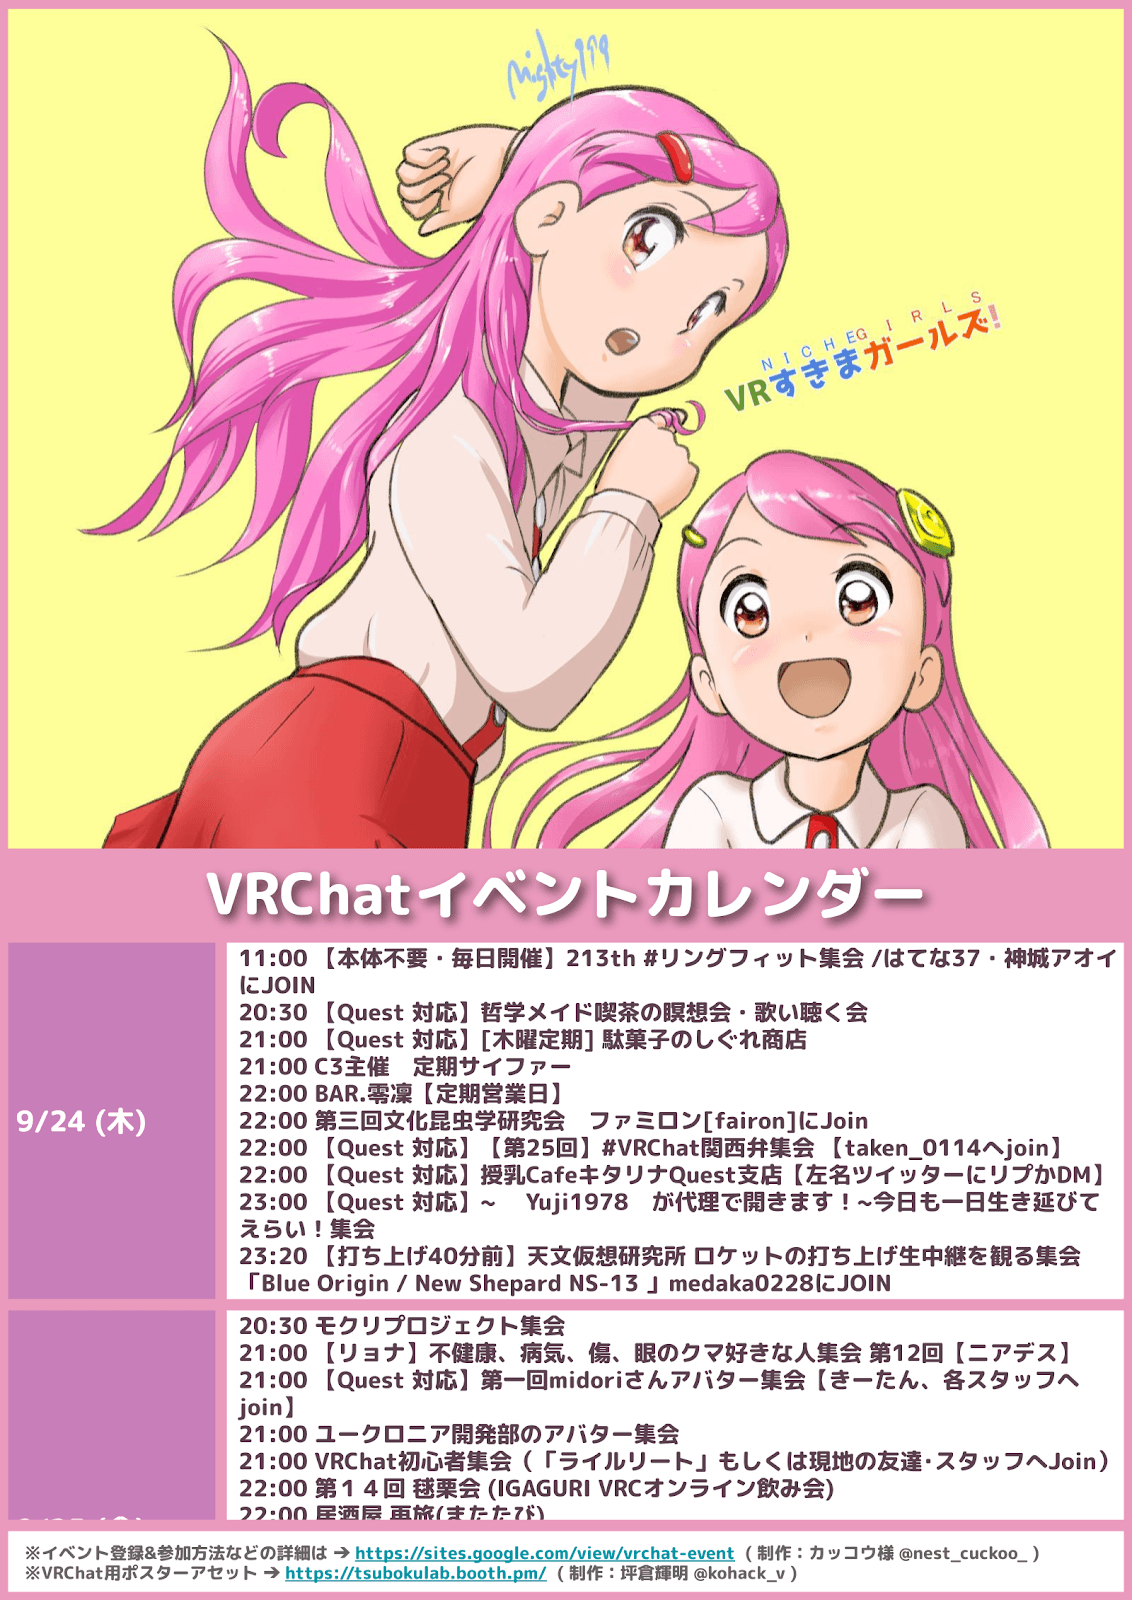 mighty199
NICHE GIRLS
VRすきまガールズ!
VRChatイベントカレンダー
9/24 (木)
11:00 【本体不要・毎日開催】213th #リングフィット集会 /はてな37・神城アオイ
にJOIN
20:30 【Quest 対応】哲学メイド喫茶の瞑想会・歌い聴く会
21:00 【Quest 対応】[木曜定期] 駄菓子のしぐれ商店
21:00 C3主催　定期サイファー
22:00 BAR.零凜【定期営業日】
22:00 第三回文化昆虫学研究会　ファミロン[fairon]にJoin
22:00 【Quest 対応】【第25回】#VRChat関西弁集会 【taken_0114へjoin】
22:00 【Quest 対応】授乳CafeキタリナQuest支店【左名ツイッターにリプかDM】
23:00 【Quest 対応】~　Yuji1978　が代理で開きます！~今日も一日生き延びて
えらい！集会
23:20 【打ち上げ40分前】天文仮想研究所 ロケットの打ち上げ生中継を観る集会
「Blue Origin / New Shepard NS-13 」medaka0228にJOIN
20:30 モクリプロジェクト集会
21:00 【リョナ】不健康、病気、傷、眼のクマ好きな人集会 第12回【ニアデス】
21:00 【Quest 対応】第一回midoriさんアバター集会【きーたん、各スタッフへ
join】
21:00 ユークロニア開発部のアバター集会
21:00 VRChat初心者集会（「ライルリート」もしくは現地の友達･スタッフへJoin）
22:00 第１４回 毬栗会 (IGAGURI VRCオンライン飲み会)
22:00 居酒屋 再旅(またたび)
※イベント登録&参加方法などの詳細は ➔ https://sites.google.com/view/vrchat-event ( 制作：カッコウ様 @nest_cuckoo_ )
※VRChat用ポスターアセット ➔ https://tsubokulab.booth.pm/ ( 制作：坪倉輝明 @kohack_v )